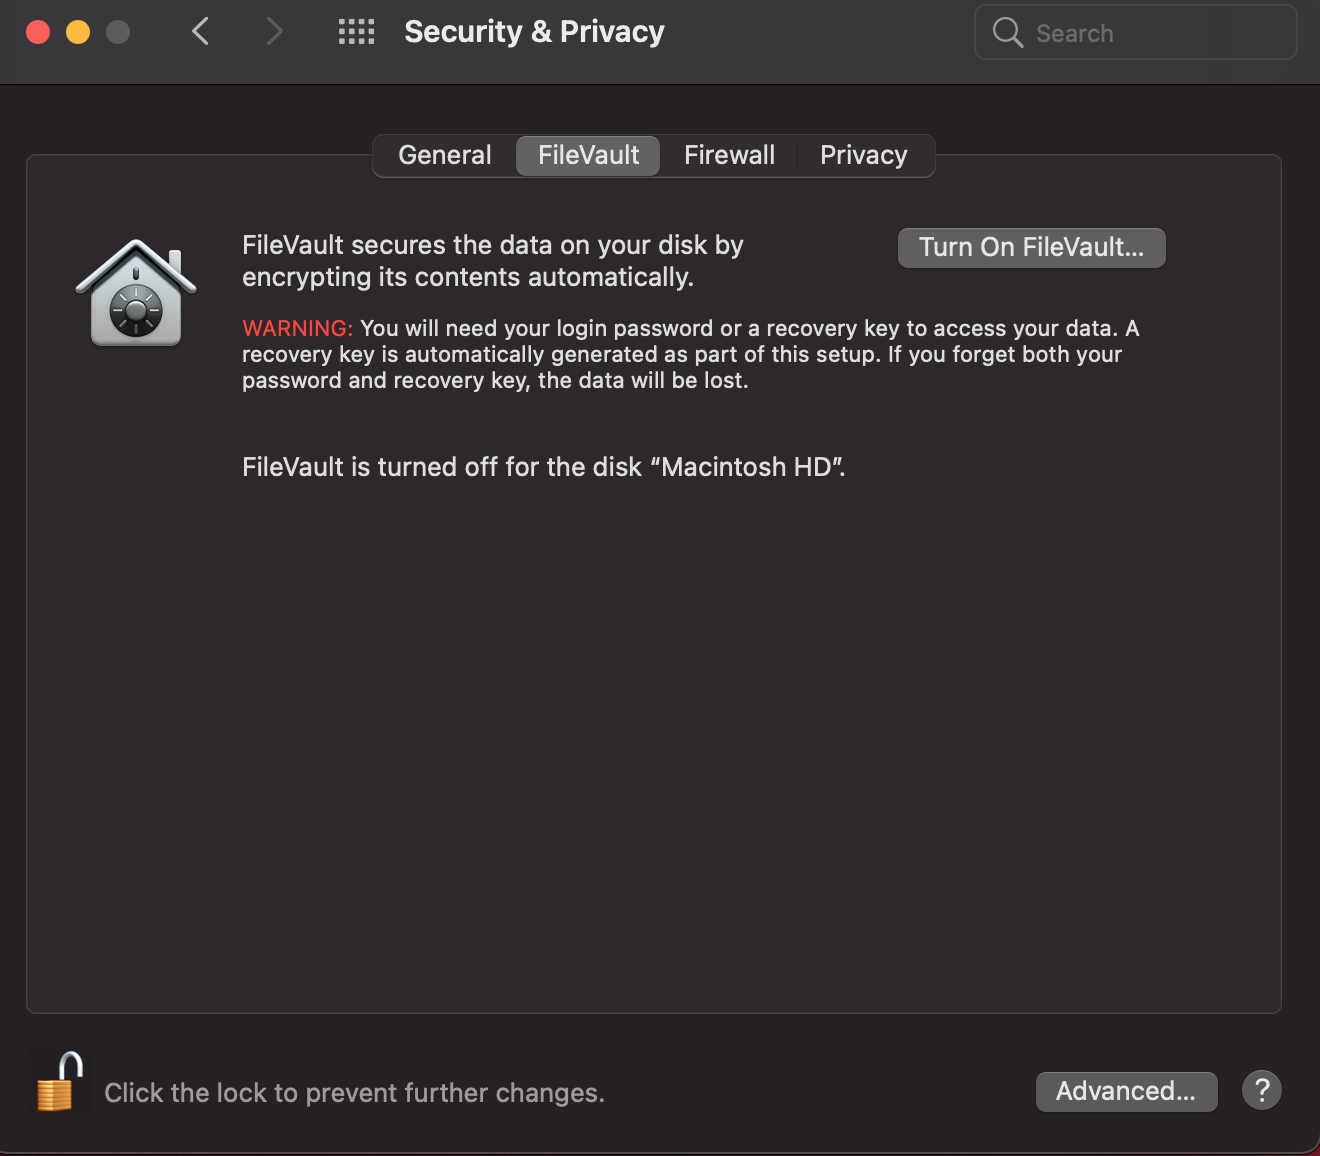 Security & Privacy
Search
General
FileVault
Firewall
Privacy
FileVault secures the data on your disk by
encrypting its contents automatically.
Turn On FileVault...
WARNING: You will need your login password or a recovery key to access your data. A
recovery key is automatically generated as part of this setup. If you forget both your
password and recovery key, the data will be lost.
FileVault is turned off for the disk “Macintosh HD”.
Click the lock to prevent further changes.
Advanced...
?